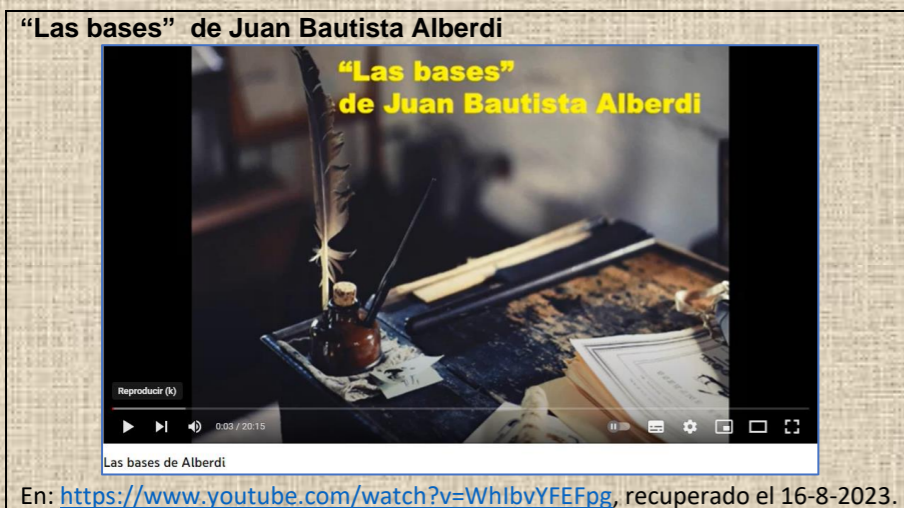 “Las bases” de Juan Bautista Alberdi
“Las bases”
de Juan Bautista Alberdi
Reproducir (k)
0:03 / 20:15
Las bases de Alberdi
En: https://www.youtube.com/watch?v=WhIbvYFEFpg, recuperado el 16-8-2023.